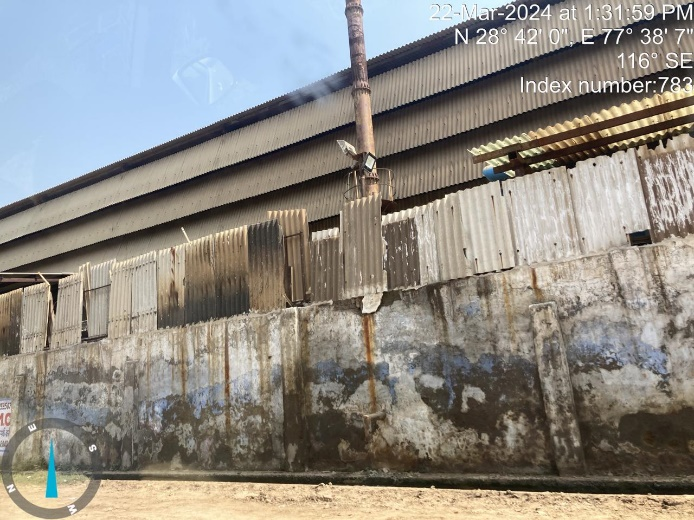 22-Mar-2024 at 1:31:59 PM
N 28° 42' 0", E 77° 38' 7"
116° SE
Index number:783
E
S
N
W